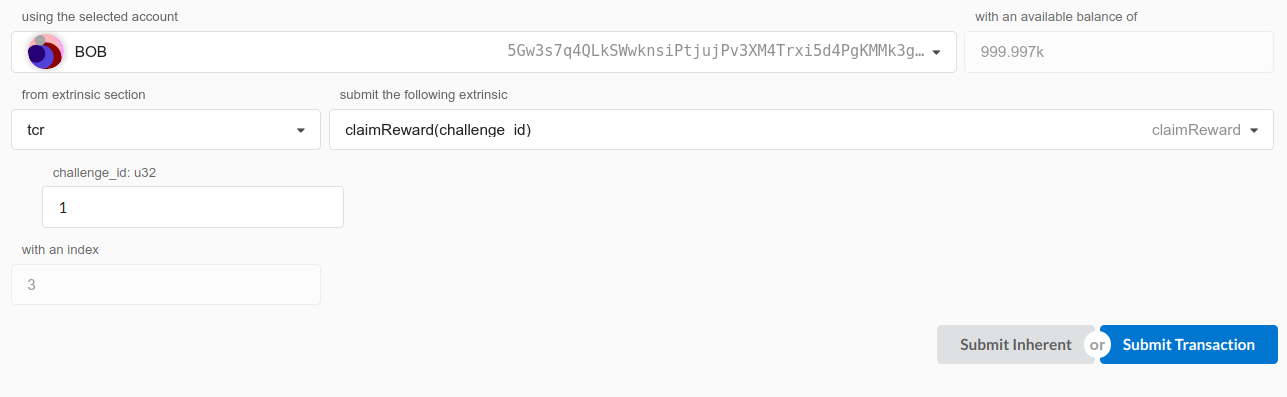 using the selected account
with an available balance of
BOB
5Gw3s7q4QLkSWwknsiPtjujPv3XM4Trxi5d4PgKMMk3g…
999.997k
from extrinsic section
submit the following extrinsic
tcr
claimReward(challenge_id)
claimReward
challenge_id: u32
1
with an index
3
Submit Inherent
or
Submit Transaction